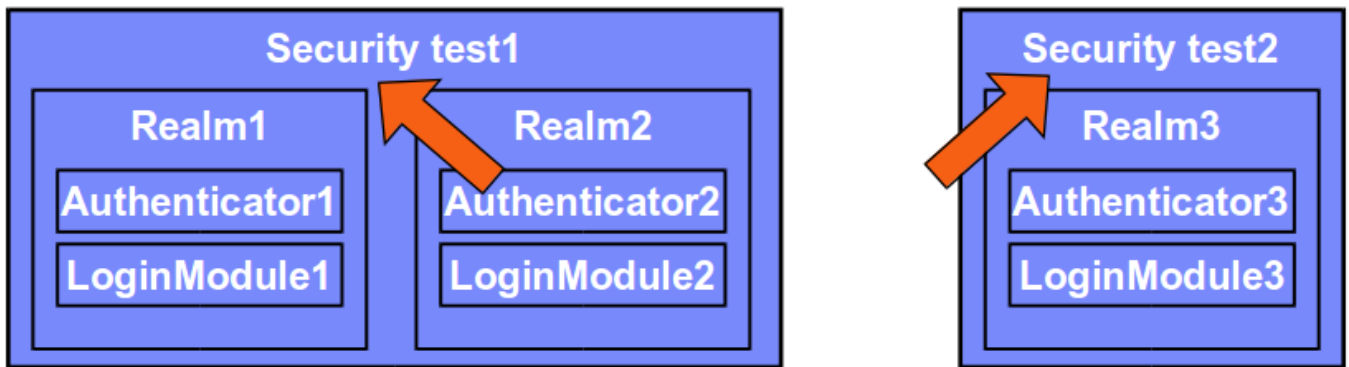 Security test1
Realm1
Authenticator1
LoginModule1
Realm2
Authenticator2
LoginModule2
Security test2
Realm3
Authenticator3
LoginModule3